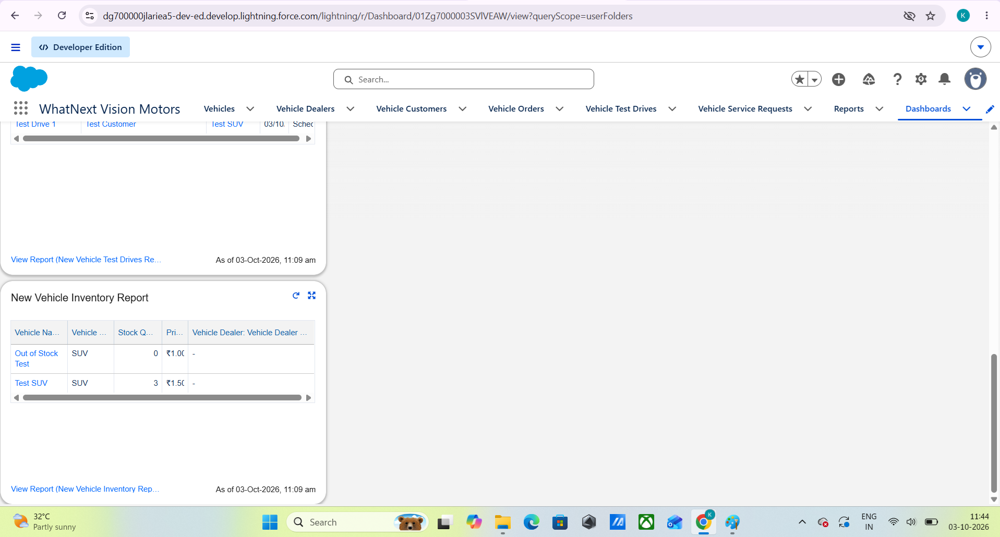 dg700000jlariea5-dev-ed.develop.lightning.force.com/lightning/r/Dashboard/01Zg7000003SVlVEAW/view?queryScope=userFolders
K
Developer Edition
Search...
WhatNext Vision Motors
Vehicles
Vehicle Dealers
Vehicle Customers
Vehicle Orders
Vehicle Test Drives
Vehicle Service Requests
Reports
Dashboards
Test Drive 1 Test Customer Test SUV 03/10. Sched
View Report (New Vehicle Test Drives Re... As of 03-Oct-2026, 11:09 am
New Vehicle Inventory Report
Vehicle Na... Vehicle ... Stock Q... Pri... Vehicle Dealer: Vehicle Dealer ...
Out of Stock Test SUV 0 ₹1.00 -
Test SUV SUV 3 ₹1.50 -
View Report (New Vehicle Inventory Rep... As of 03-Oct-2026, 11:09 am
32°C
Partly sunny
Search
K
ENG
IN
11:44
03-10-2026